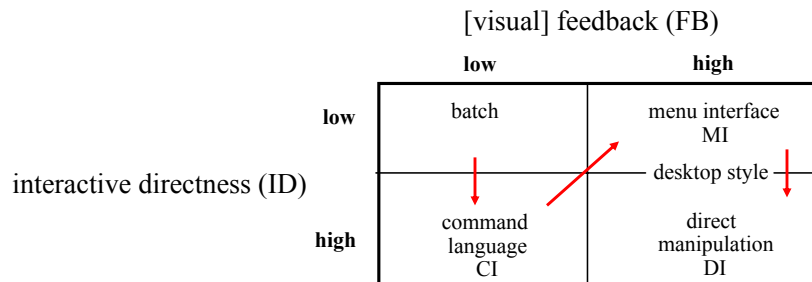 [visual] feedback (FB)
low high
low batch menu interface
MI
interactive directness (ID) desktop style
high command direct
language manipulation
CI DI